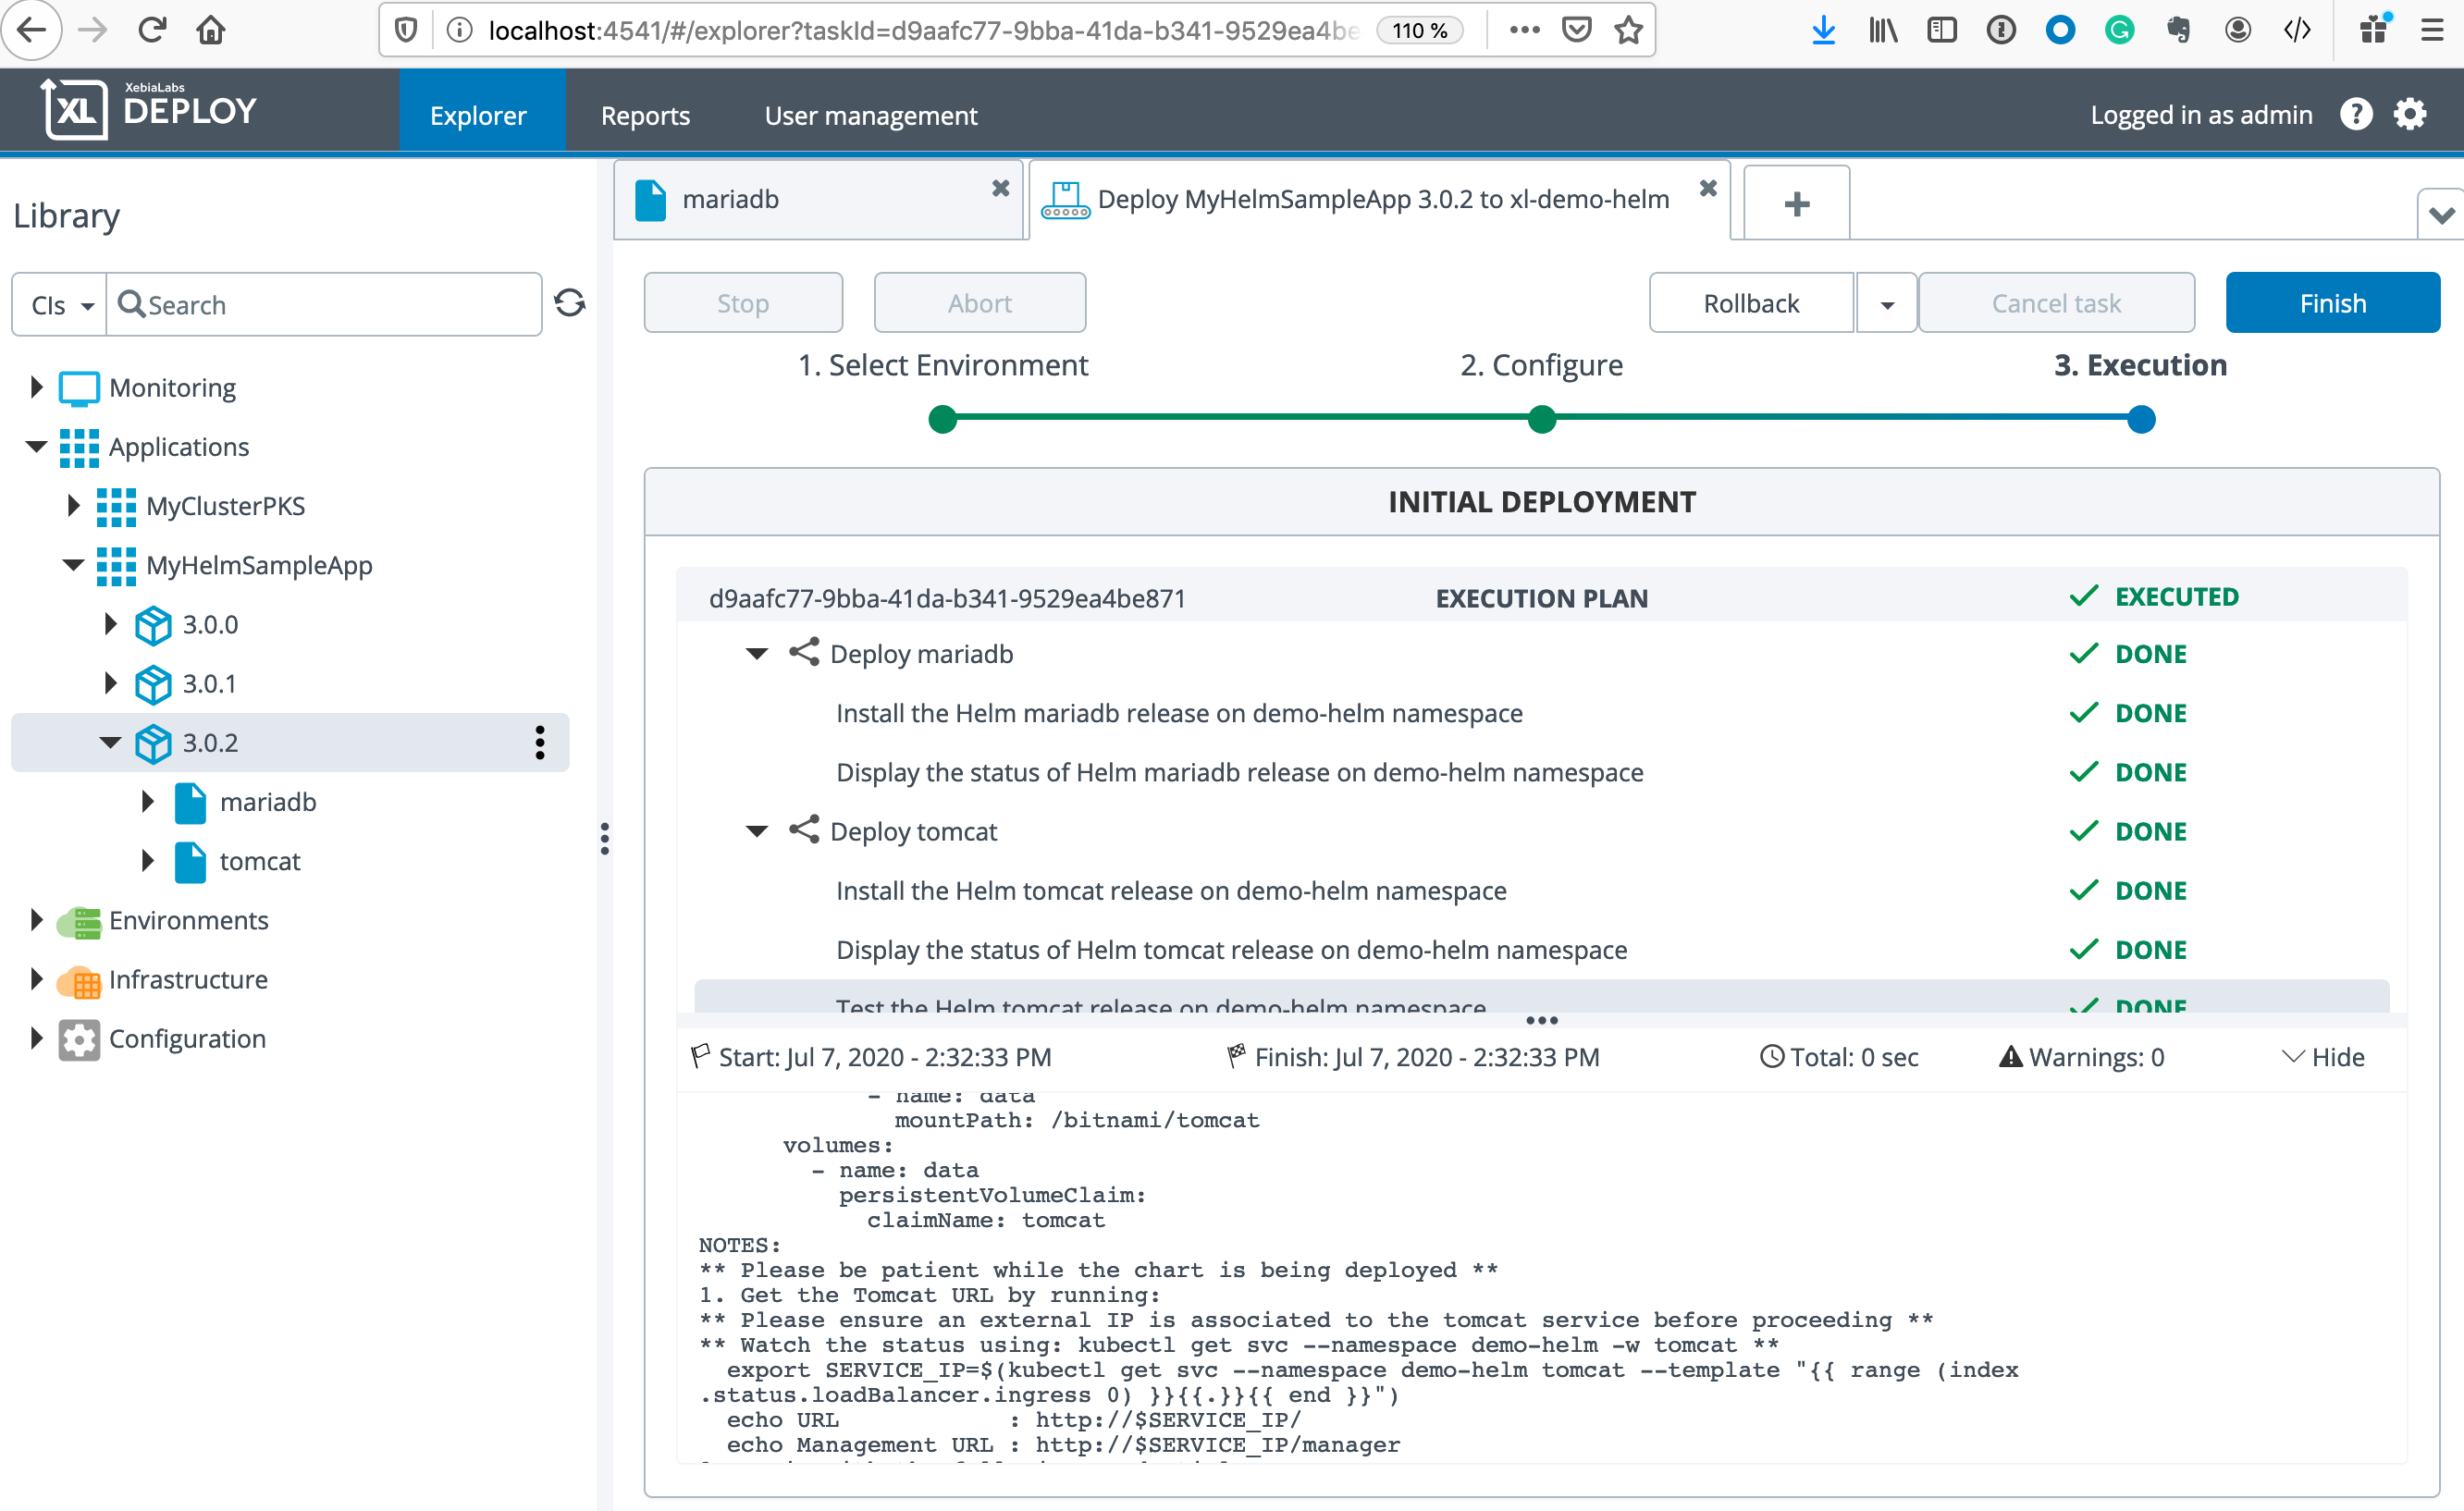 localhost:4541/#/explorer?taskId=d9aafc77-9bba-41da-b341-9529ea4be
110 %
XL
XebiaLabs
DEPLOY
Explorer
Reports
User management
Logged in as admin
Library
mariadb
Deploy MyHelmSampleApp 3.0.2 to xl-demo-helm
CIs
Search
Stop
Abort
Rollback
Cancel task
Finish
1. Select Environment
2. Configure
3. Execution
Monitoring
Applications
MyClusterPKS
MyHelmSampleApp
3.0.0
3.0.1
3.0.2
mariadb
tomcat
Environments
Infrastructure
Configuration
INITIAL DEPLOYMENT
d9aafc77-9bba-41da-b341-9529ea4be871 EXECUTION PLAN EXECUTED
Deploy mariadb DONE
Install the Helm mariadb release on demo-helm namespace DONE
Display the status of Helm mariadb release on demo-helm namespace DONE
Deploy tomcat DONE
Install the Helm tomcat release on demo-helm namespace DONE
Display the status of Helm tomcat release on demo-helm namespace DONE
Test the Helm tomcat release on demo-helm namespace DONE
Start: Jul 7, 2020 - 2:32:33 PM Finish: Jul 7, 2020 - 2:32:33 PM Total: 0 sec Warnings: 0 Hide
- name: data
mountPath: /bitnami/tomcat
volumes:
- name: data
persistentVolumeClaim:
claimName: tomcat
NOTES:
** Please be patient while the chart is being deployed **
1. Get the Tomcat URL by running:
** Please ensure an external IP is associated to the tomcat service before proceeding **
** Watch the status using: kubectl get svc --namespace demo-helm -w tomcat **
export SERVICE_IP=$(kubectl get svc --namespace demo-helm tomcat --template "{{ range (index
.status.loadBalancer.ingress 0) }}{{.}}{{ end }}")
echo URL : http://$SERVICE_IP/
echo Management URL : http://$SERVICE_IP/manager